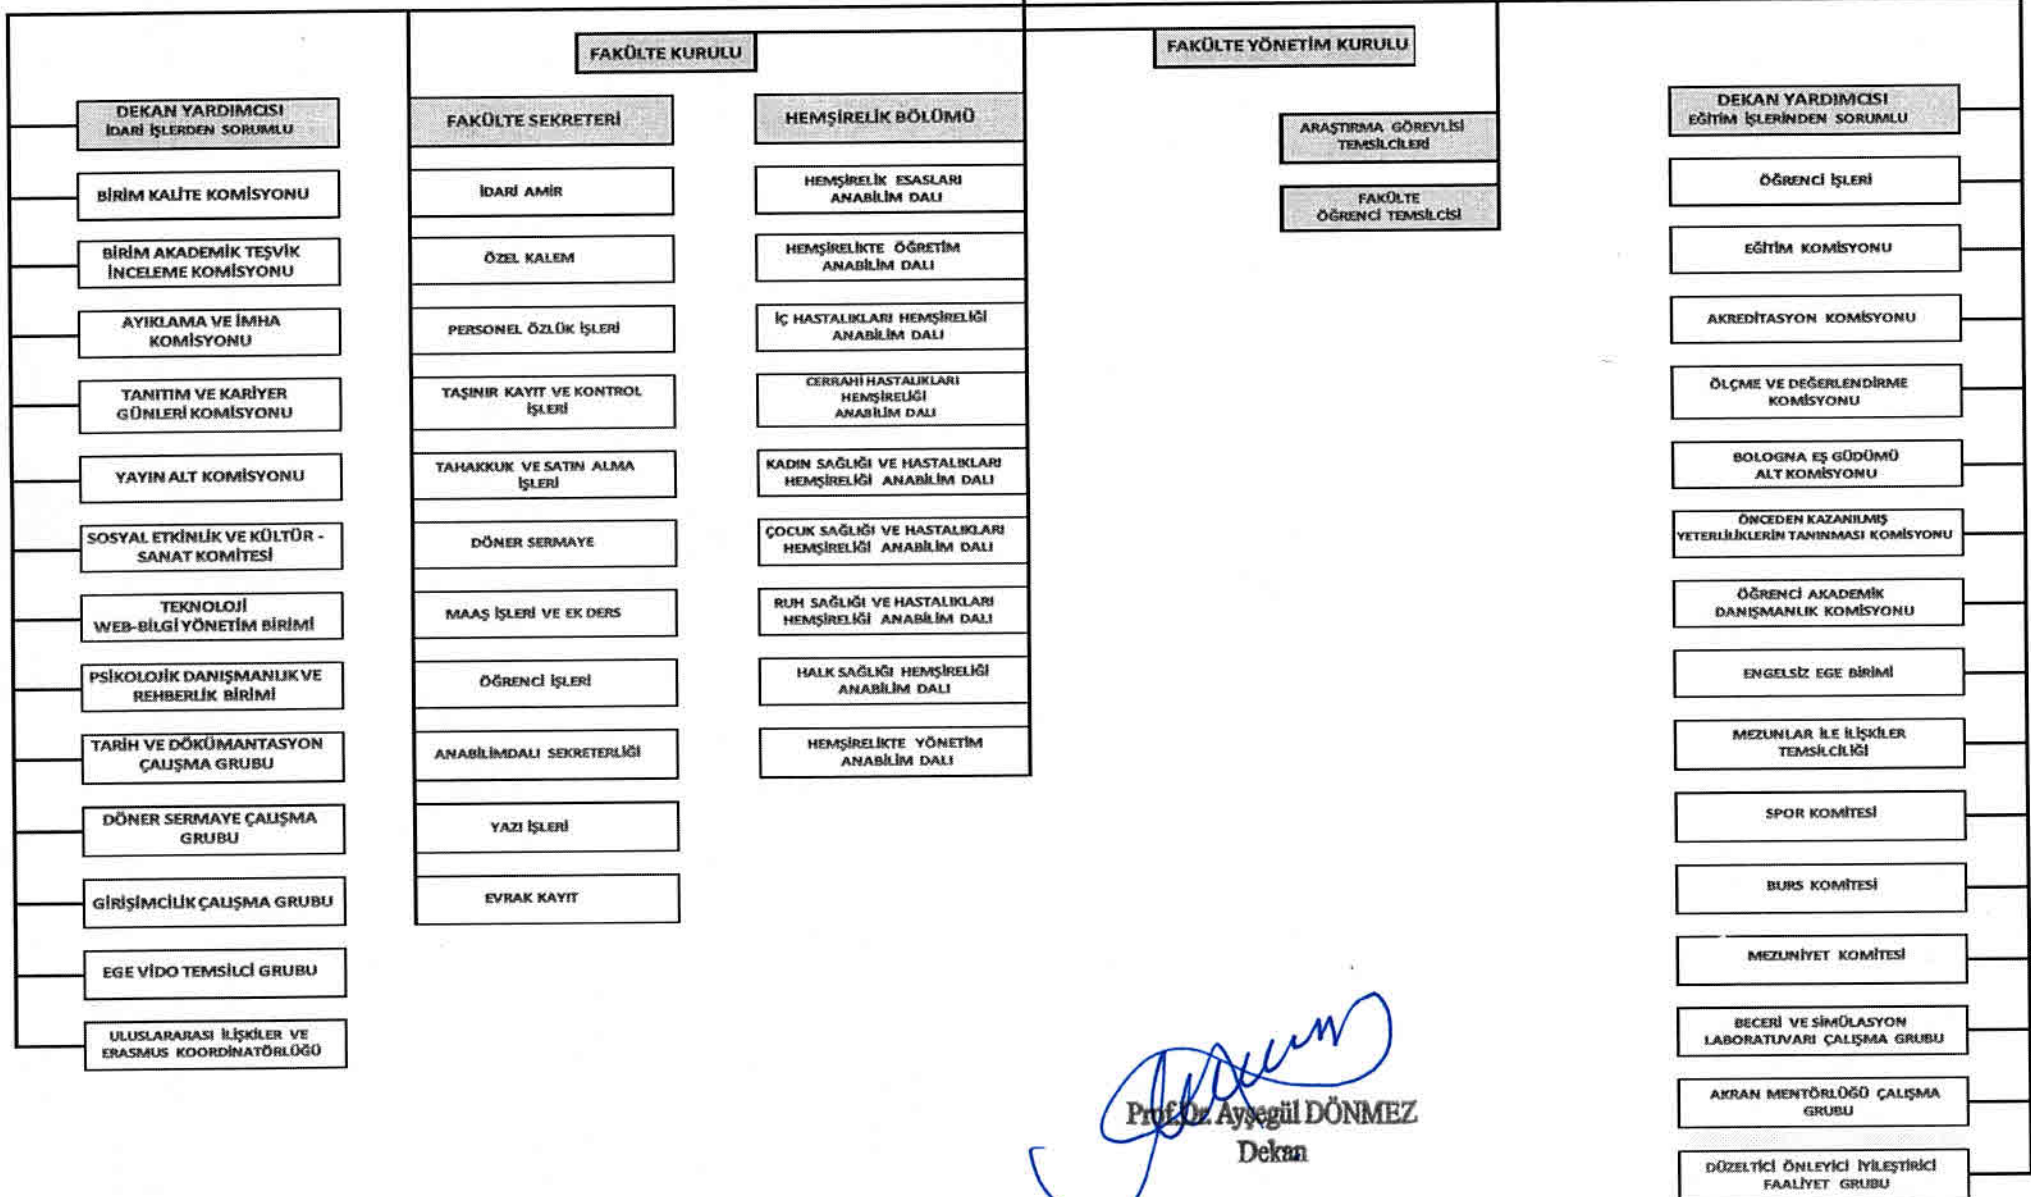 FAKÜLTE KURULU
FAKÜLTE YÖNETİM KURULU
DEKAN YARDIMCISI
İDARİ İŞLERDEN SORUMLU
BİRİM KALİTE KOMİSYONU
BİRİM AKADEMİK TEŞVİK
İNCELEME KOMİSYONU
AYIKLAMA VE İMHA
KOMİSYONU
TANITIM VE KARİYER
GÜNLERİ KOMİSYONU
YAYIN ALT KOMİSYONU
SOSYAL ETKİNLİK VE KÜLTÜR -
SANAT KOMİTESİ
TEKNOLOJİ
WEB-BİLGİ YÖNETİM BİRİMİ
PSİKOLOJİK DANIŞMANLIK VE
REHBERLİK BİRİMİ
TARİH VE DÖKÜMANTASYON
ÇALIŞMA GRUBU
DÖNER SERMAYE ÇALIŞMA
GRUBU
GİRİŞİMCİLİK ÇALIŞMA GRUBU
EGE VİDO TEMSİLCİ GRUBU
ULUSLARARASI İLİŞKİLER VE
ERASMUS KOORDİNATÖRLÜĞÜ
FAKÜLTE SEKRETERİ
İDARİ AMİR
ÖZEL KALEM
PERSONEL ÖZLÜK İŞLERİ
TAŞINIR KAYIT VE KONTROL
İŞLERİ
TAHAKKUK VE SATIN ALMA
İŞLERİ
DÖNER SERMAYE
MAAŞ İŞLERİ VE EK DERS
ÖĞRENCİ İŞLERİ
ANABİLİMDALI SEKRETERLİĞİ
YAZI İŞLERİ
EVRAK KAYIT
HEMŞİRELİK BÖLÜMÜ
HEMŞİRELİK ESASLARI
ANABİLİM DALI
HEMŞİRELİKTE ÖĞRETİM
ANABİLİM DALI
İÇ HASTALIKLARI HEMŞİRELİĞİ
ANABİLİM DALI
CERRAHİ HASTALIKLARI
HEMŞİRELİĞİ
ANABİLİM DALI
KADIN SAĞLIĞI VE HASTALIKLARI
HEMŞİRELİĞİ ANABİLİM DALI
ÇOCUK SAĞLIĞI VE HASTALIKLARI
HEMŞİRELİĞİ ANABİLİM DALI
RUH SAĞLIĞI VE HASTALIKLARI
HEMŞİRELİĞİ ANABİLİM DALI
HALK SAĞLIĞI HEMŞİRELİĞİ
ANABİLİM DALI
HEMŞİRELİKTE YÖNETİM
ANABİLİM DALI
ARAŞTIRMA GÖREVLİSİ
TEMSİLCİLERİ
FAKÜLTE
ÖĞRENCİ TEMSİLCİSİ
DEKAN YARDIMCISI
EĞİTİM İŞLERİNDEN SORUMLU
ÖĞRENCİ İŞLERİ
EĞİTİM KOMİSYONU
AKREDİTASYON KOMİSYONU
ÖLÇME VE DEĞERLENDİRME
KOMİSYONU
BOLOGNA EŞ GÜDÜMÜ
ALT KOMİSYONU
ÖNCEDEN KAZANILMIŞ
YETERLİLİKLERİN TANINMASI KOMİSYONU
ÖĞRENCİ AKADEMİK
DANIŞMANLIK KOMİSYONU
ENGELSİZ EGE BİRİMİ
MEZUNLAR İLE İLİŞKİLER
TEMSİLCİLİĞİ
SPOR KOMİTESİ
BURS KOMİTESİ
MEZUNİYET KOMİTESİ
BECERİ VE SİMÜLASYON
LABORATUVARI ÇALIŞMA GRUBU
AKRAN MENTÖRLÜĞÜ ÇALIŞMA
GRUBU
DÜZELTİCİ ÖNLEYİCİ İYİLEŞTİRİCİ
FAALİYET GRUBU
Prof.Dr. Ayşegül DÖNMEZ
Dekan